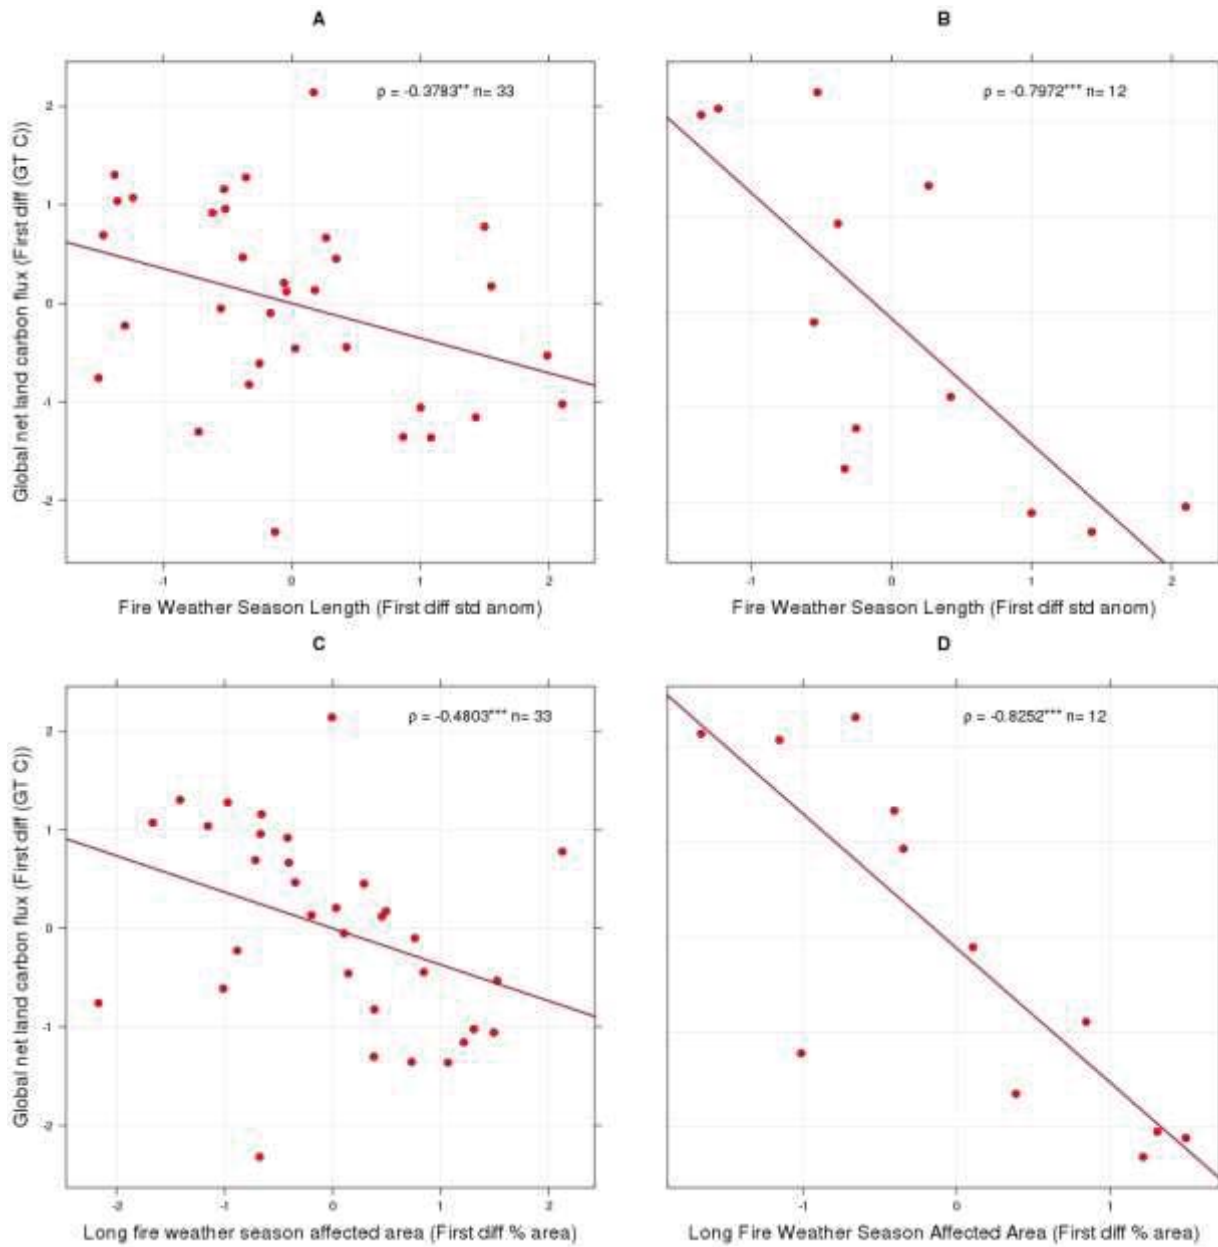 A
B
ρ = -0.3783** n= 33
ρ = -0.7972*** n= 12
Global net land carbon flux (First diff (GT C))
2
1
0
-1
-2
-1
0
1
2
-1
0
1
2
Fire Weather Season Length (First diff std anom)
Fire Weather Season Length (First diff std anom)
C
D
ρ = -0.4803*** n= 33
ρ = -0.8252*** n= 12
Global net land carbon flux (First diff (GT C))
2
1
0
-1
-2
-2
-1
0
1
2
-1
0
1
Long fire weather season affected area (First diff % area)
Long Fire Weather Season Affected Area (First diff % area)